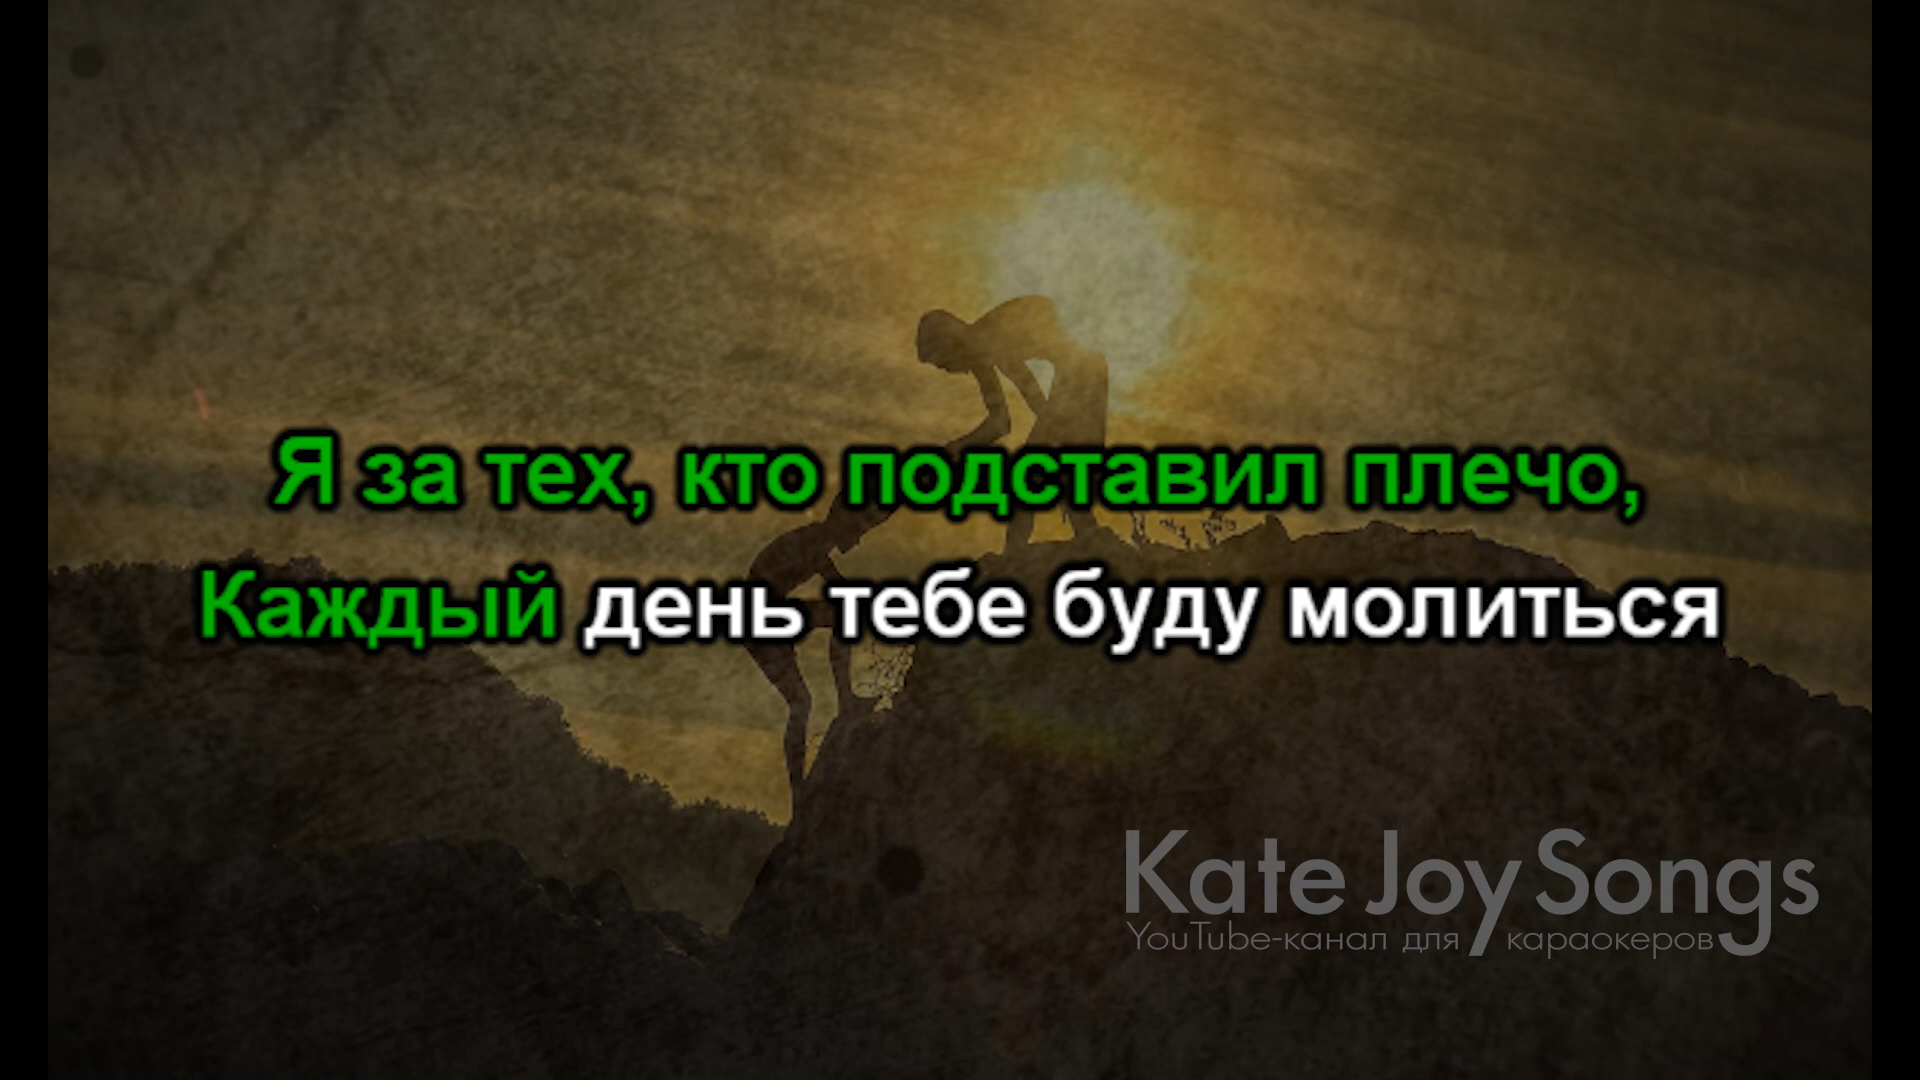 Я за тех, кто подставил плечо,
Каждый день тебе буду молиться
Kate Joy Songs
YouTube-канал для караокеров